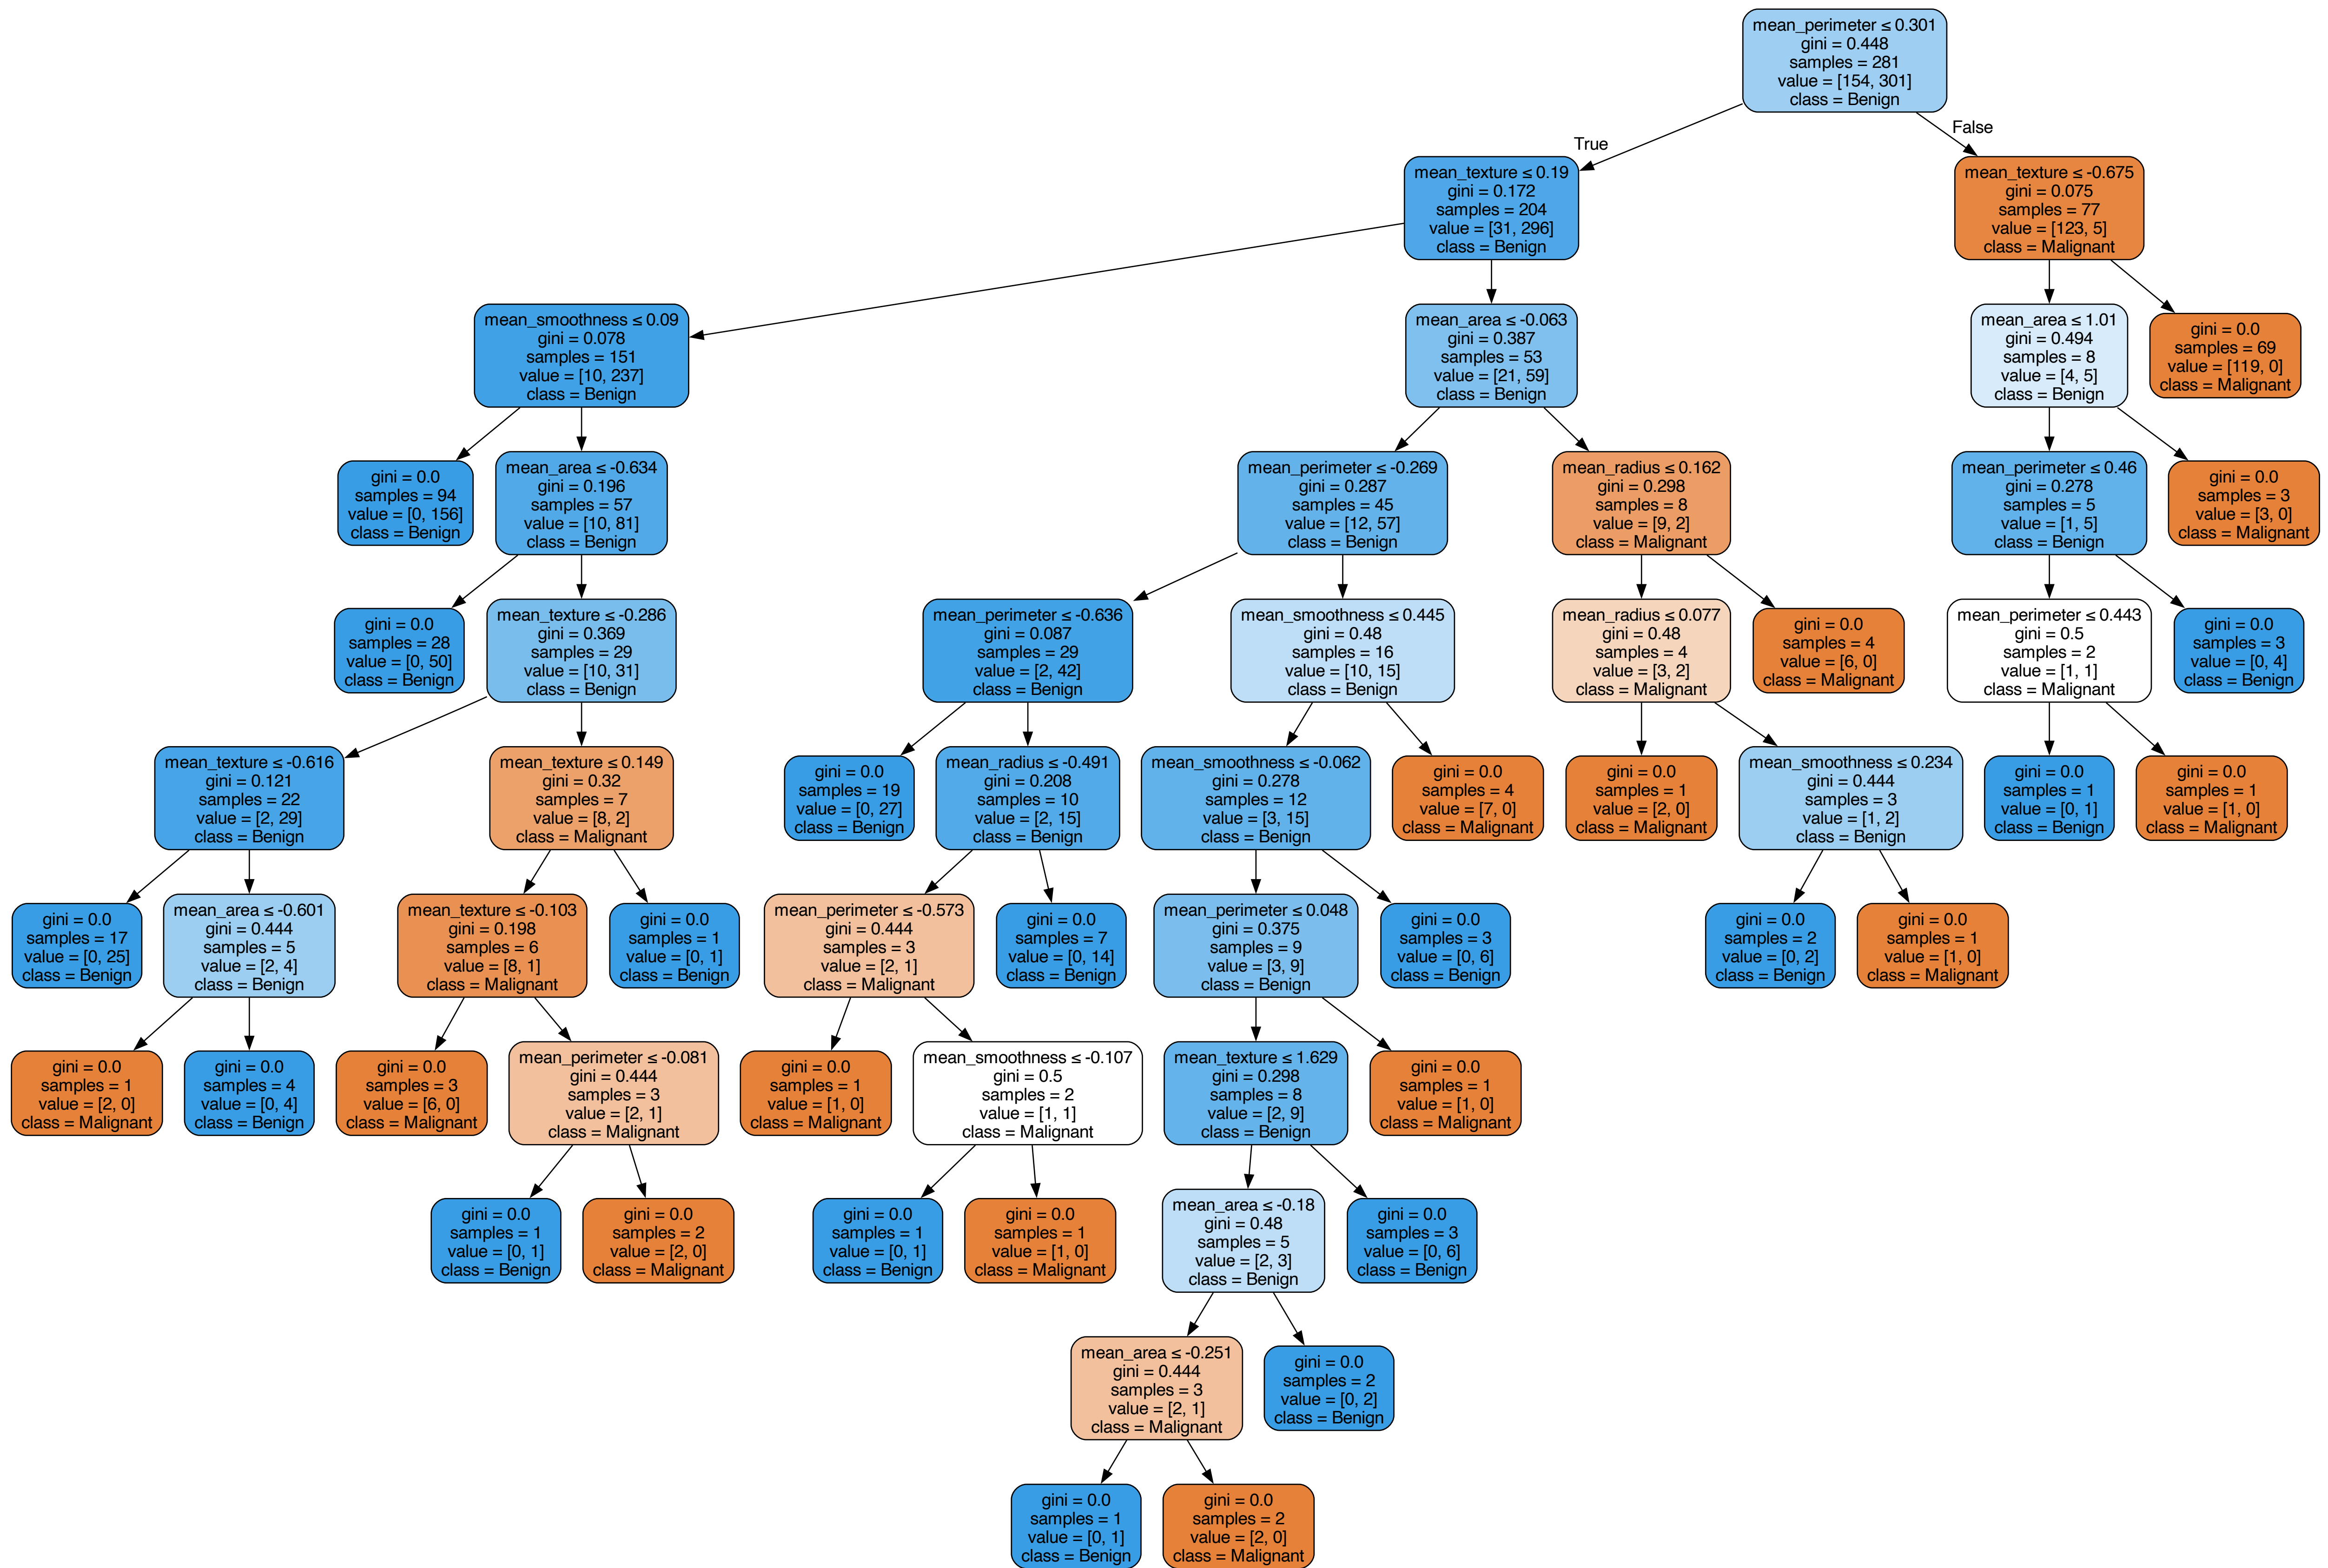 mean_perimeter ≤ 0.301
gini = 0.448
samples = 281
value = [154, 301]
class = Benign
True
False
mean_texture ≤ 0.19
gini = 0.172
samples = 204
value = [31, 296]
class = Benign
mean_texture ≤ -0.675
gini = 0.075
samples = 77
value = [123, 5]
class = Malignant
mean_smoothness ≤ 0.09
gini = 0.078
samples = 151
value = [10, 237]
class = Benign
mean_area ≤ -0.063
gini = 0.387
samples = 53
value = [21, 59]
class = Benign
mean_area ≤ 1.01
gini = 0.494
samples = 8
value = [4, 5]
class = Benign
gini = 0.0
samples = 69
value = [119, 0]
class = Malignant
gini = 0.0
samples = 94
value = [0, 156]
class = Benign
mean_area ≤ -0.634
gini = 0.196
samples = 57
value = [10, 81]
class = Benign
mean_perimeter ≤ -0.269
gini = 0.287
samples = 45
value = [12, 57]
class = Benign
mean_radius ≤ 0.162
gini = 0.298
samples = 8
value = [9, 2]
class = Malignant
mean_perimeter ≤ 0.46
gini = 0.278
samples = 5
value = [1, 5]
class = Benign
gini = 0.0
samples = 3
value = [3, 0]
class = Malignant
gini = 0.0
samples = 28
value = [0, 50]
class = Benign
mean_texture ≤ -0.286
gini = 0.369
samples = 29
value = [10, 31]
class = Benign
mean_perimeter ≤ -0.636
gini = 0.087
samples = 29
value = [2, 42]
class = Benign
mean_smoothness ≤ 0.445
gini = 0.48
samples = 16
value = [10, 15]
class = Benign
mean_radius ≤ 0.077
gini = 0.48
samples = 4
value = [3, 2]
class = Malignant
gini = 0.0
samples = 4
value = [6, 0]
class = Malignant
mean_perimeter ≤ 0.443
gini = 0.5
samples = 2
value = [1, 1]
class = Malignant
gini = 0.0
samples = 3
value = [0, 4]
class = Benign
mean_texture ≤ -0.616
gini = 0.121
samples = 22
value = [2, 29]
class = Benign
mean_texture ≤ 0.149
gini = 0.32
samples = 7
value = [8, 2]
class = Malignant
gini = 0.0
samples = 19
value = [0, 27]
class = Benign
mean_radius ≤ -0.491
gini = 0.208
samples = 10
value = [2, 15]
class = Benign
mean_smoothness ≤ -0.062
gini = 0.278
samples = 12
value = [3, 15]
class = Benign
gini = 0.0
samples = 4
value = [7, 0]
class = Malignant
gini = 0.0
samples = 1
value = [2, 0]
class = Malignant
mean_smoothness ≤ 0.234
gini = 0.444
samples = 3
value = [1, 2]
class = Benign
gini = 0.0
samples = 1
value = [0, 1]
class = Benign
gini = 0.0
samples = 1
value = [1, 0]
class = Malignant
gini = 0.0
samples = 17
value = [0, 25]
class = Benign
mean_area ≤ -0.601
gini = 0.444
samples = 5
value = [2, 4]
class = Benign
mean_texture ≤ -0.103
gini = 0.198
samples = 6
value = [8, 1]
class = Malignant
gini = 0.0
samples = 1
value = [0, 1]
class = Benign
mean_perimeter ≤ -0.573
gini = 0.444
samples = 3
value = [2, 1]
class = Malignant
gini = 0.0
samples = 7
value = [0, 14]
class = Benign
mean_perimeter ≤ 0.048
gini = 0.375
samples = 9
value = [3, 9]
class = Benign
gini = 0.0
samples = 3
value = [0, 6]
class = Benign
gini = 0.0
samples = 2
value = [0, 2]
class = Benign
gini = 0.0
samples = 1
value = [1, 0]
class = Malignant
gini = 0.0
samples = 1
value = [2, 0]
class = Malignant
gini = 0.0
samples = 4
value = [0, 4]
class = Benign
gini = 0.0
samples = 3
value = [6, 0]
class = Malignant
mean_perimeter ≤ -0.081
gini = 0.444
samples = 3
value = [2, 1]
class = Malignant
gini = 0.0
samples = 1
value = [1, 0]
class = Malignant
mean_smoothness ≤ -0.107
gini = 0.5
samples = 2
value = [1, 1]
class = Malignant
mean_texture ≤ 1.629
gini = 0.298
samples = 8
value = [2, 9]
class = Benign
gini = 0.0
samples = 1
value = [1, 0]
class = Malignant
gini = 0.0
samples = 1
value = [0, 1]
class = Benign
gini = 0.0
samples = 2
value = [2, 0]
class = Malignant
gini = 0.0
samples = 1
value = [0, 1]
class = Benign
gini = 0.0
samples = 1
value = [1, 0]
class = Malignant
mean_area ≤ -0.18
gini = 0.48
samples = 5
value = [2, 3]
class = Benign
gini = 0.0
samples = 3
value = [0, 6]
class = Benign
mean_area ≤ -0.251
gini = 0.444
samples = 3
value = [2, 1]
class = Malignant
gini = 0.0
samples = 2
value = [0, 2]
class = Benign
gini = 0.0
samples = 1
value = [0, 1]
class = Benign
gini = 0.0
samples = 2
value = [2, 0]
class = Malignant